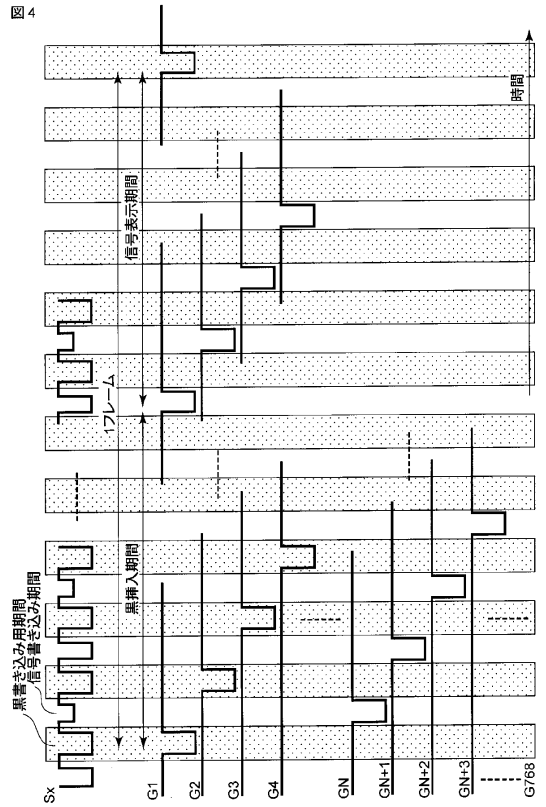 図4
黒書き込み用期間
信号書き込み期間
Sx
1フレーム
黒挿入期間
信号表示期間
G1
G2
G3
G4
GN
GN+1
GN+2
GN+3
G768
時間